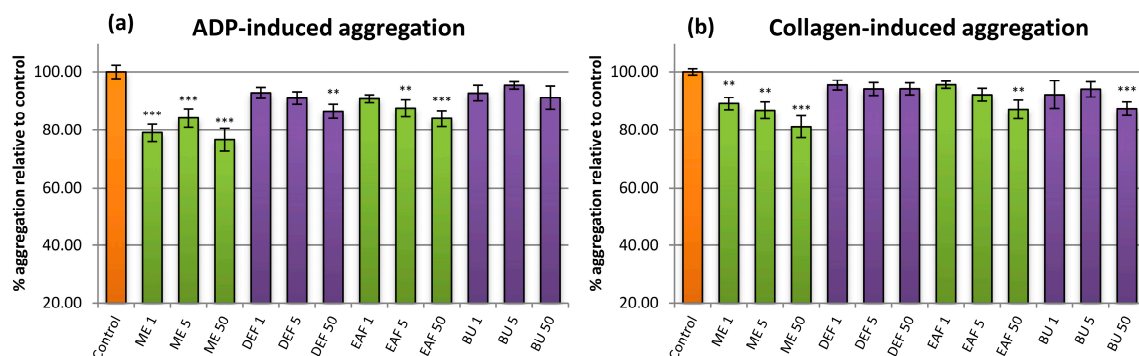 (a) ADP-induced aggregation
% aggregation relative to control
100.00
80.00
60.00
40.00
20.00
***
***
***
**
**
***
Control
ME 1
ME 5
ME 50
DEF 1
DEF 5
DEF 50
EAF 1
EAF 5
EAF 50
BU 1
BU 5
BU 50
(b) Collagen-induced aggregation
% aggregation relative to control
100.00
80.00
60.00
40.00
20.00
**
**
***
**
***
Control
ME 1
ME 5
ME 50
DEF 1
DEF 5
DEF 50
EAF 1
EAF 5
EAF 50
BU 1
BU 5
BU 50